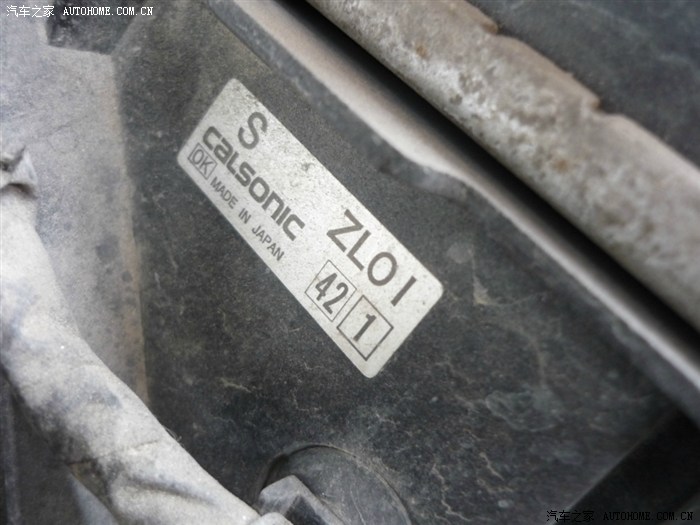 汽车之家 AUTOHOME.COM.CN
S ZL01
calsonic
OK MADE IN JAPAN 42 1
汽车之家 AUTOHOME.COM.CN